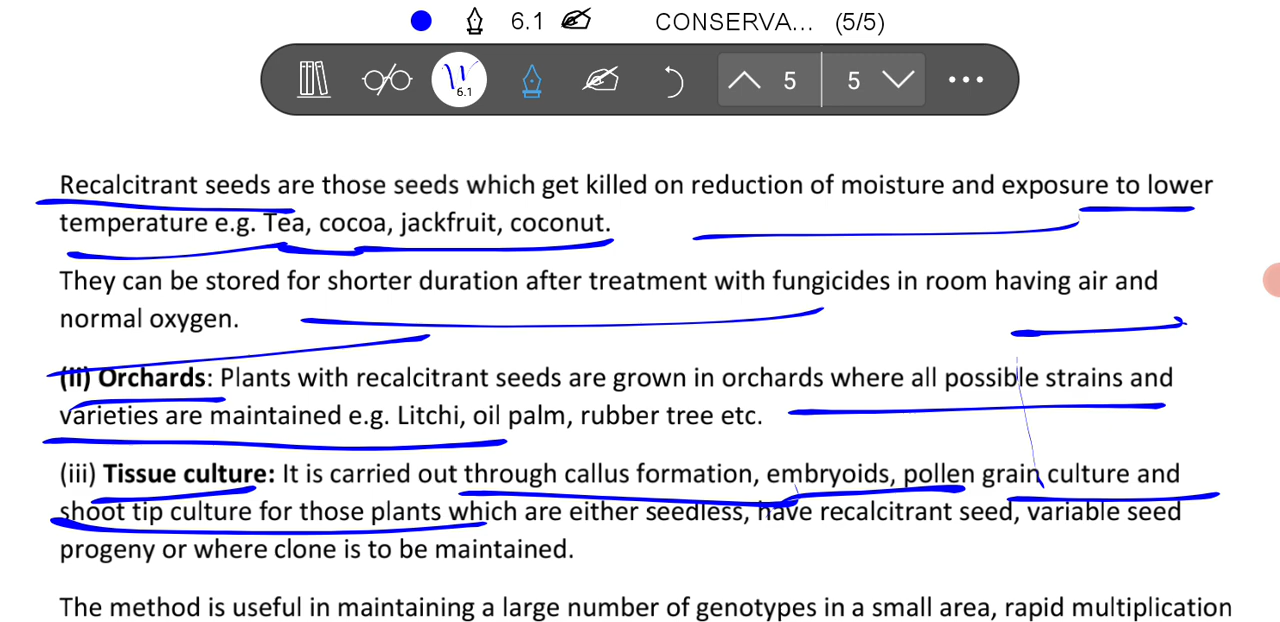 6.1 CONSERVA... (5/5)
6.1 5 5
Recalcitrant seeds are those seeds which get killed on reduction of moisture and exposure to lower
temperature e.g. Tea, cocoa, jackfruit, coconut.
They can be stored for shorter duration after treatment with fungicides in room having air and
normal oxygen.
(ii) Orchards: Plants with recalcitrant seeds are grown in orchards where all possible strains and
varieties are maintained e.g. Litchi, oil palm, rubber tree etc.
(iii) Tissue culture: It is carried out through callus formation, embryoids, pollen grain culture and
shoot tip culture for those plants which are either seedless, have recalcitrant seed, variable seed
progeny or where clone is to be maintained.
The method is useful in maintaining a large number of genotypes in a small area, rapid multiplication